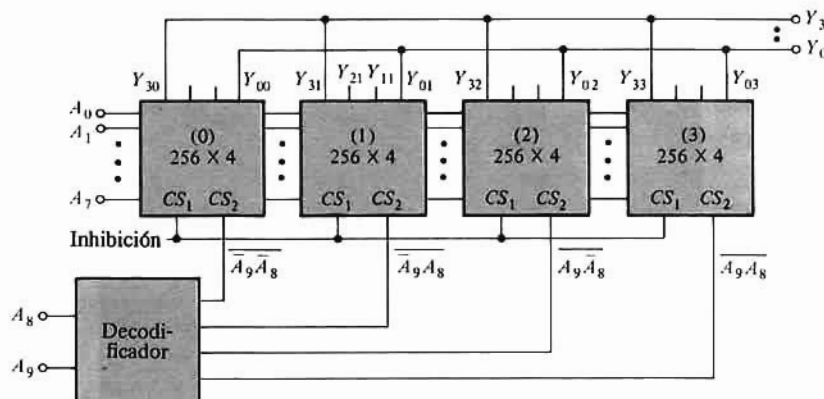 Y₃
Y₀
Y₃₀ Y₀₀ Y₃₁ Y₂₁ Y₁₁ Y₀₁ Y₃₂ Y₀₂ Y₃₃ Y₀₃
A₀
A₁
(0) (1) (2) (3)
256 X 4 256 X 4 256 X 4 256 X 4
A₇ CS₁ CS₂ CS₁ CS₂ CS₁ CS₂ CS₁ CS₂
Inhibición
A̅₉A̅₈ A̅₉A₈ A₉A̅₈ A₉A₈
A₈
Decodi-
ficador
A₉